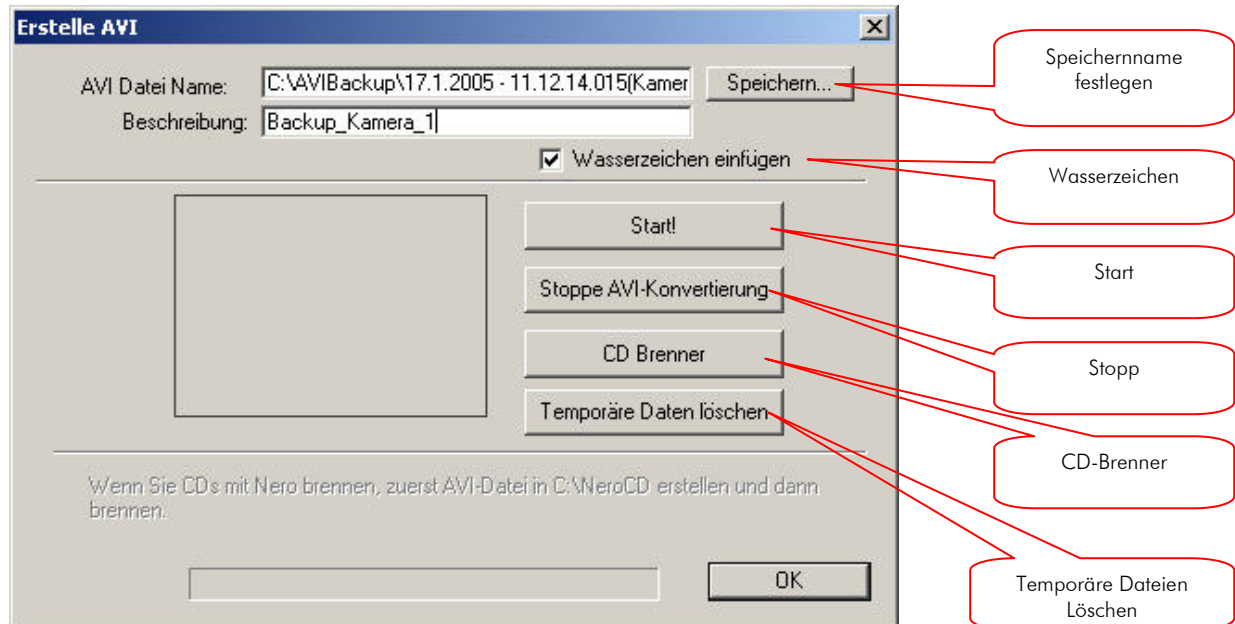 Erstelle AVI
AVI Datei Name:
C:\AVIBackup\17.1.2005 - 11.12.14.015(Kamer
Speichern...
Beschreibung:
Backup_Kamera_1
Wasserzeichen einfügen
Start!
Stoppe AVI-Konvertierung
CD Brenner
Temporäre Daten löschen
Wenn Sie CDs mit Nero brennen, zuerst AVI-Datei in C:\NeroCD erstellen und dann
brennen.
OK
Speichernname
festlegen
Wasserzeichen
Start
Stopp
CD-Brenner
Temporäre Dateien
Löschen